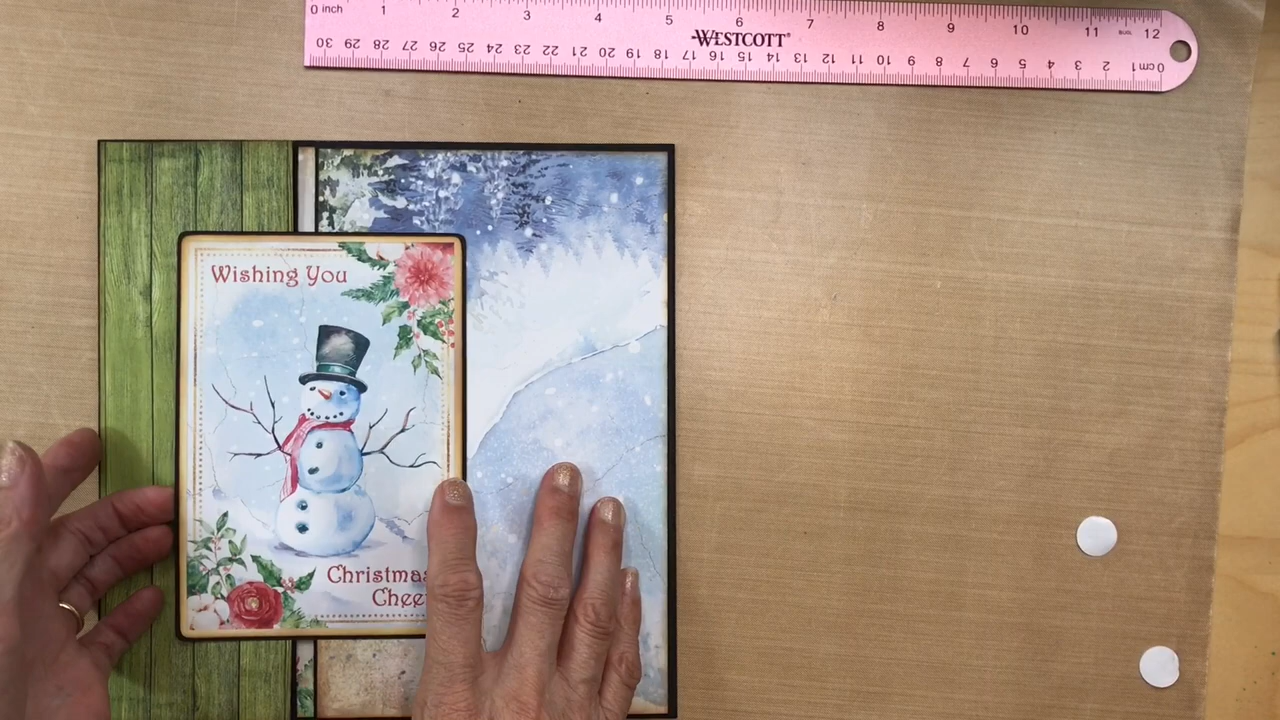 0 inch 1 2 3 4 5 6 7 8 9 10 11 12
WESTCOTT®
30 29 28 27 26 25 24 23 22 21 20 19 18 17 16 15 14 13 12 11 10 9 8 7 6 5 4 3 2 1cm 0
Wishing You
Christmas